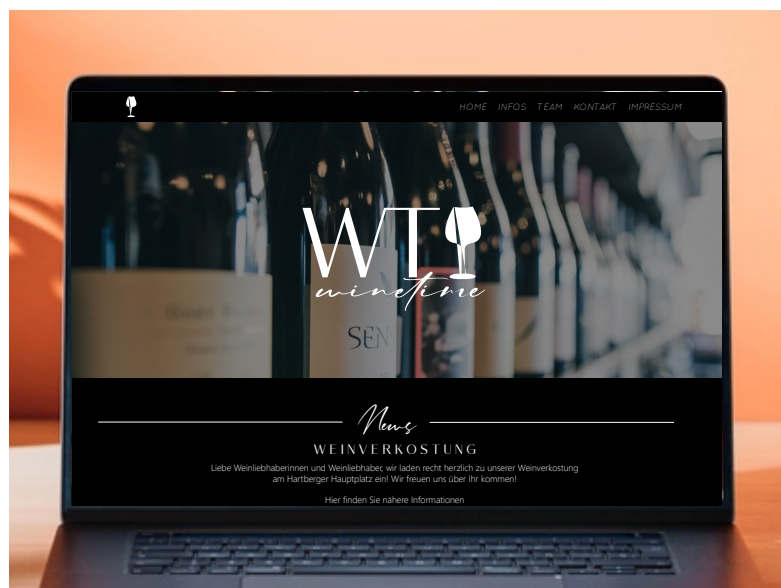 HOME INFOS TEAM KONTAKT IMPRESSUM
WT
winetime
SENS
News
WEINVERKOSTUNG
Liebe Weinliebhaberinnen und Weinliebhaber, wir laden recht herzlich zu unserer Weinverkostung
am Hartberger Hauptplatz ein! Wir freuen uns über Ihr kommen!
Hier finden Sie nähere Informationen